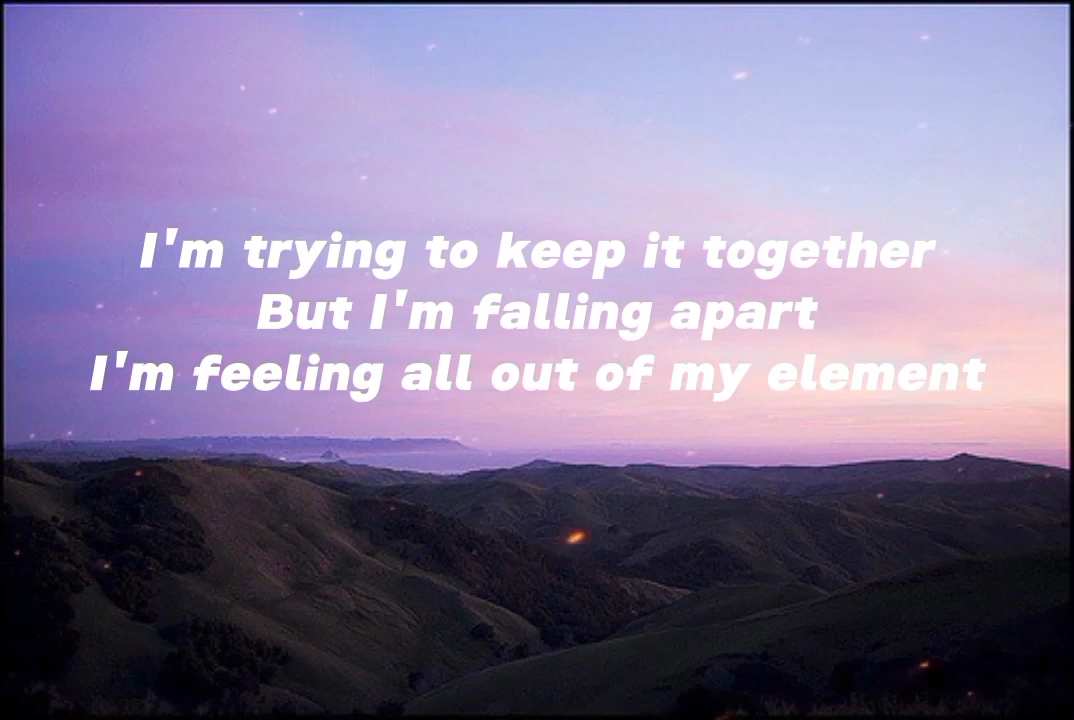 I'm trying to keep it together
But I'm falling apart
I'm feeling all out of my element